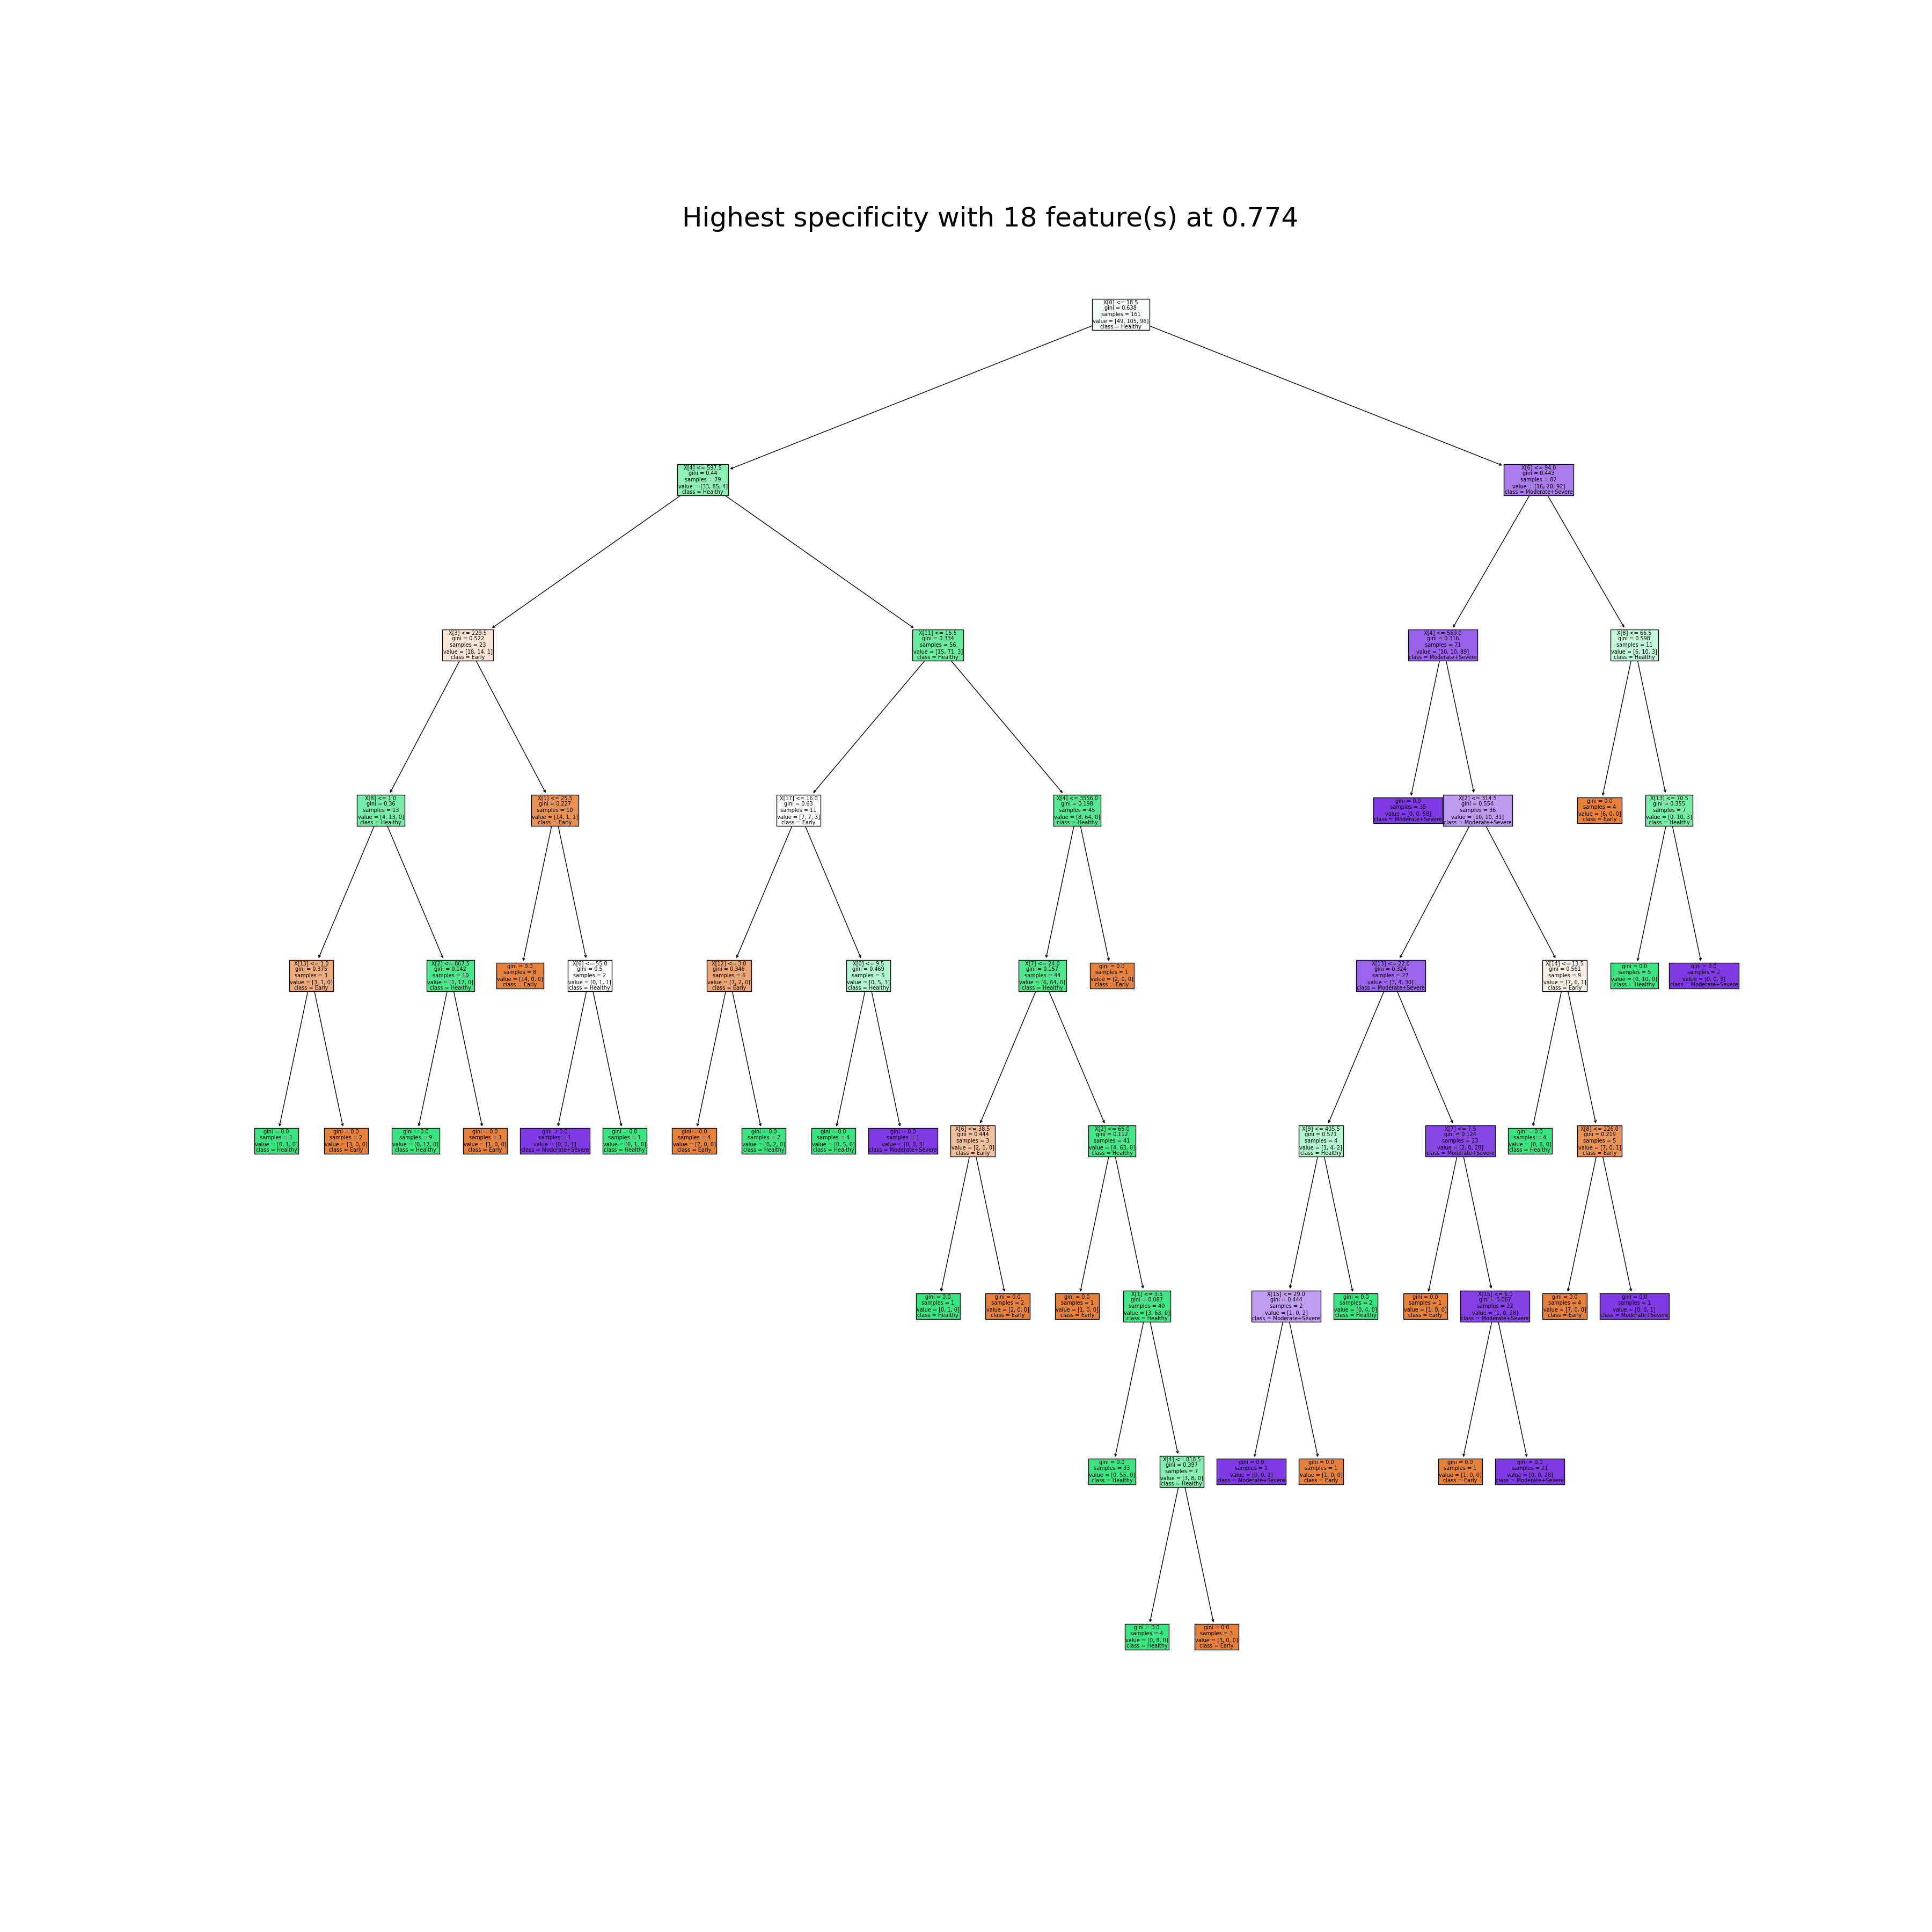 Highest specificity with 18 feature(s) at 0.774
X[0] <= 18.5
gini = 0.638
samples = 161
value = [49, 105, 96]
class = Healthy
X[4] <= 597.5
gini = 0.44
samples = 79
value = [33, 85, 4]
class = Healthy
X[6] <= 94.0
gini = 0.443
samples = 82
value = [16, 20, 92]
class = Moderate+Severe
X[3] <= 229.5
gini = 0.522
samples = 23
value = [18, 14, 1]
class = Early
X[11] <= 15.5
gini = 0.334
samples = 56
value = [15, 71, 3]
class = Healthy
X[4] <= 569.0
gini = 0.316
samples = 71
value = [10, 10, 89]
class = Moderate+Severe
X[8] <= 66.5
gini = 0.598
samples = 11
value = [6, 10, 3]
class = Healthy
X[8] <= 1.0
gini = 0.36
samples = 13
value = [4, 13, 0]
class = Healthy
X[1] <= 25.5
gini = 0.227
samples = 10
value = [14, 1, 1]
class = Early
X[17] <= 16.0
gini = 0.63
samples = 11
value = [7, 7, 3]
class = Early
X[4] <= 3556.0
gini = 0.198
samples = 45
value = [8, 64, 0]
class = Healthy
gini = 0.0
samples = 35
value = [0, 0, 58]
class = Moderate+Severe
X[2] <= 314.5
gini = 0.554
samples = 36
value = [10, 10, 31]
class = Moderate+Severe
gini = 0.0
samples = 4
value = [6, 0, 0]
class = Early
X[13] <= 70.5
gini = 0.355
samples = 7
value = [0, 10, 3]
class = Healthy
X[13] <= 1.0
gini = 0.375
samples = 3
value = [3, 1, 0]
class = Early
X[2] <= 867.5
gini = 0.142
samples = 10
value = [1, 12, 0]
class = Healthy
gini = 0.0
samples = 8
value = [14, 0, 0]
class = Early
X[6] <= 55.0
gini = 0.5
samples = 2
value = [0, 1, 1]
class = Healthy
X[12] <= 3.0
gini = 0.346
samples = 6
value = [7, 2, 0]
class = Early
X[0] <= 9.5
gini = 0.469
samples = 5
value = [0, 5, 3]
class = Healthy
X[7] <= 24.0
gini = 0.157
samples = 44
value = [6, 64, 0]
class = Healthy
gini = 0.0
samples = 1
value = [2, 0, 0]
class = Early
X[13] <= 22.0
gini = 0.324
samples = 27
value = [3, 4, 30]
class = Moderate+Severe
X[14] <= 13.5
gini = 0.561
samples = 9
value = [7, 6, 1]
class = Early
gini = 0.0
samples = 5
value = [0, 10, 0]
class = Healthy
gini = 0.0
samples = 2
value = [0, 0, 3]
class = Moderate+Severe
gini = 0.0
samples = 1
value = [0, 1, 0]
class = Healthy
gini = 0.0
samples = 2
value = [3, 0, 0]
class = Early
gini = 0.0
samples = 9
value = [0, 12, 0]
class = Healthy
gini = 0.0
samples = 1
value = [1, 0, 0]
class = Early
gini = 0.0
samples = 1
value = [0, 0, 1]
class = Moderate+Severe
gini = 0.0
samples = 1
value = [0, 1, 0]
class = Healthy
gini = 0.0
samples = 4
value = [7, 0, 0]
class = Early
gini = 0.0
samples = 2
value = [0, 2, 0]
class = Healthy
gini = 0.0
samples = 4
value = [0, 5, 0]
class = Healthy
gini = 0.0
samples = 1
value = [0, 0, 3]
class = Moderate+Severe
X[6] <= 38.5
gini = 0.444
samples = 3
value = [2, 1, 0]
class = Early
X[2] <= 65.0
gini = 0.112
samples = 41
value = [4, 63, 0]
class = Healthy
X[9] <= 405.5
gini = 0.571
samples = 4
value = [1, 4, 2]
class = Healthy
X[7] <= 7.5
gini = 0.124
samples = 23
value = [2, 0, 28]
class = Moderate+Severe
gini = 0.0
samples = 4
value = [0, 6, 0]
class = Healthy
X[8] <= 226.0
gini = 0.219
samples = 5
value = [7, 0, 1]
class = Early
gini = 0.0
samples = 1
value = [0, 1, 0]
class = Healthy
gini = 0.0
samples = 2
value = [2, 0, 0]
class = Early
gini = 0.0
samples = 1
value = [1, 0, 0]
class = Early
X[1] <= 3.5
gini = 0.087
samples = 40
value = [3, 63, 0]
class = Healthy
X[15] <= 29.0
gini = 0.444
samples = 2
value = [1, 0, 2]
class = Moderate+Severe
gini = 0.0
samples = 2
value = [0, 4, 0]
class = Healthy
gini = 0.0
samples = 1
value = [1, 0, 0]
class = Early
X[15] <= 6.0
gini = 0.067
samples = 22
value = [1, 0, 28]
class = Moderate+Severe
gini = 0.0
samples = 4
value = [7, 0, 0]
class = Early
gini = 0.0
samples = 1
value = [0, 0, 1]
class = Moderate+Severe
gini = 0.0
samples = 33
value = [0, 55, 0]
class = Healthy
X[4] <= 818.5
gini = 0.397
samples = 7
value = [3, 8, 0]
class = Healthy
gini = 0.0
samples = 1
value = [0, 0, 2]
class = Moderate+Severe
gini = 0.0
samples = 1
value = [1, 0, 0]
class = Early
gini = 0.0
samples = 1
value = [1, 0, 0]
class = Early
gini = 0.0
samples = 21
value = [0, 0, 28]
class = Moderate+Severe
gini = 0.0
samples = 4
value = [0, 8, 0]
class = Healthy
gini = 0.0
samples = 3
value = [3, 0, 0]
class = Early